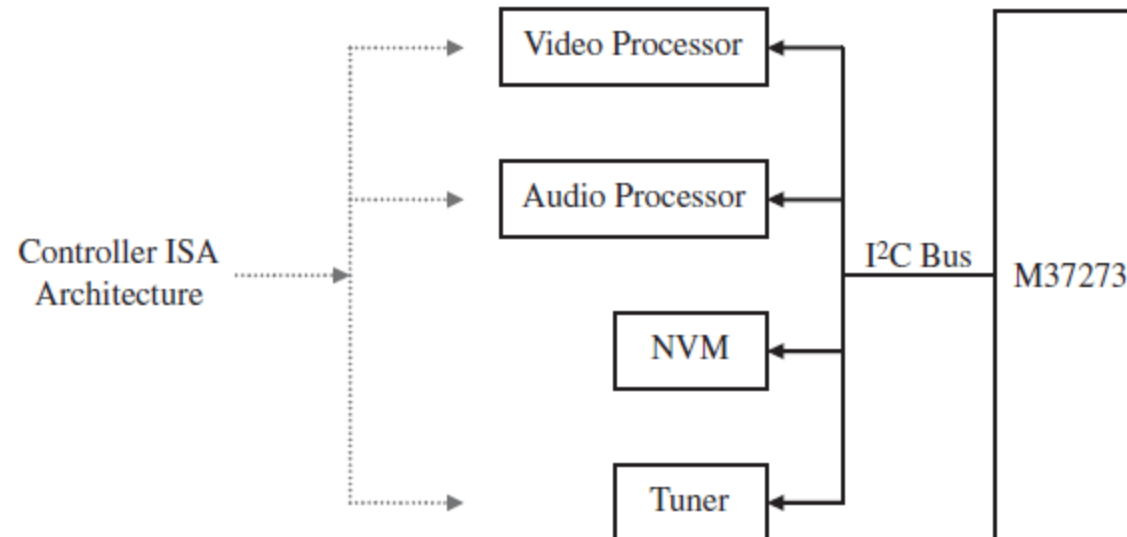 Video Processor
Audio Processor
Controller ISA
Architecture
I²C Bus
M37273
NVM
Tuner